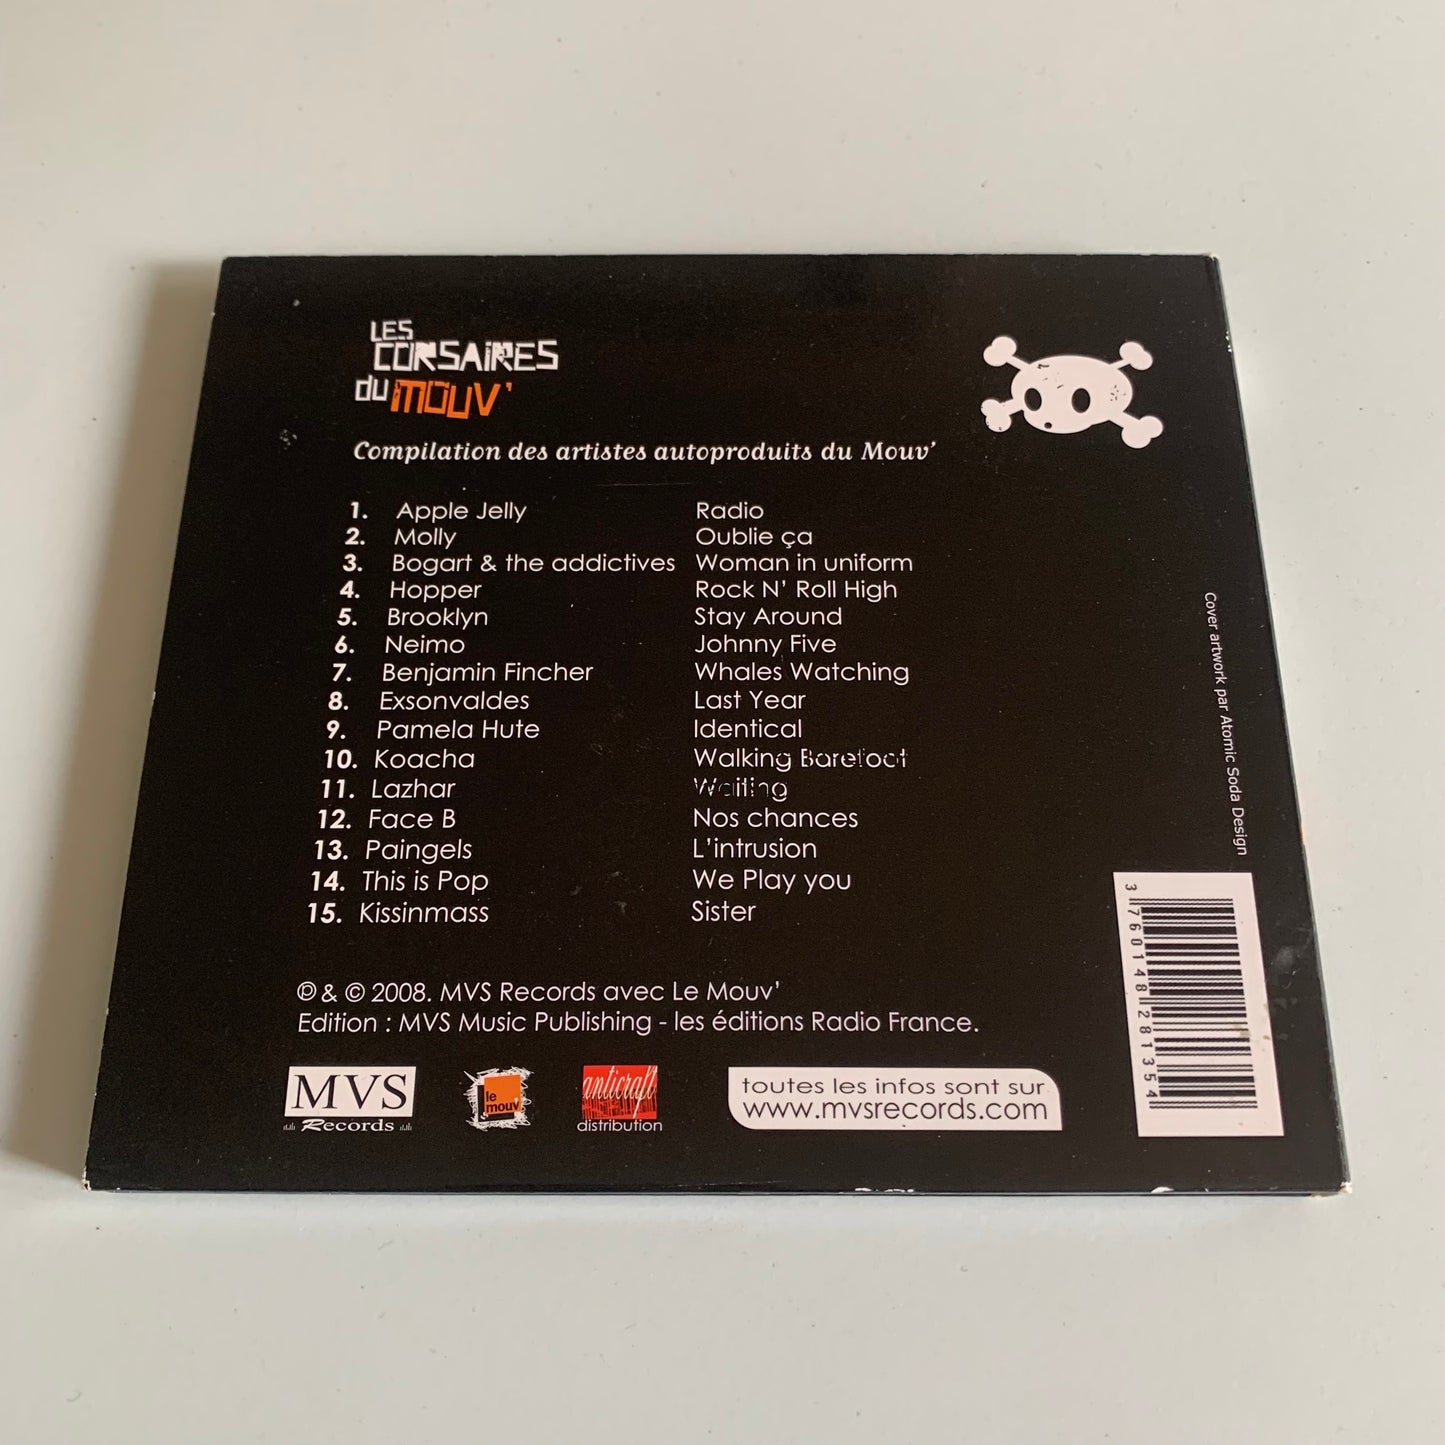 LES
CORSAIRES
DU MOUV'
Compilation des artistes autoproduits du Mouv'
1. Apple Jelly Radio
2. Molly Oublie ça
3. Bogart & the addictives Woman in uniform
4. Hopper Rock N' Roll High
5. Brooklyn Stay Around
6. Neimo Johnny Five
7. Benjamin Fincher Whales Watching
8. Exsonvaldes Last Year
9. Pamela Hute Identical
10. Koacha Walking Barefoot
11. Lazhar Waiting
12. Face B Nos chances
13. Paingels L'intrusion
14. This is Pop We Play you
15. Kissinmass Sister
℗ & © 2008. MVS Records avec Le Mouv'
Edition : MVS Music Publishing - les éditions Radio France.
MVS
Records
le
mouv'
anticraft
distribution
toutes les infos sont sur
www.mvsrecords.com
Cover artwork par Atomic Soda Design
3 760148 281354